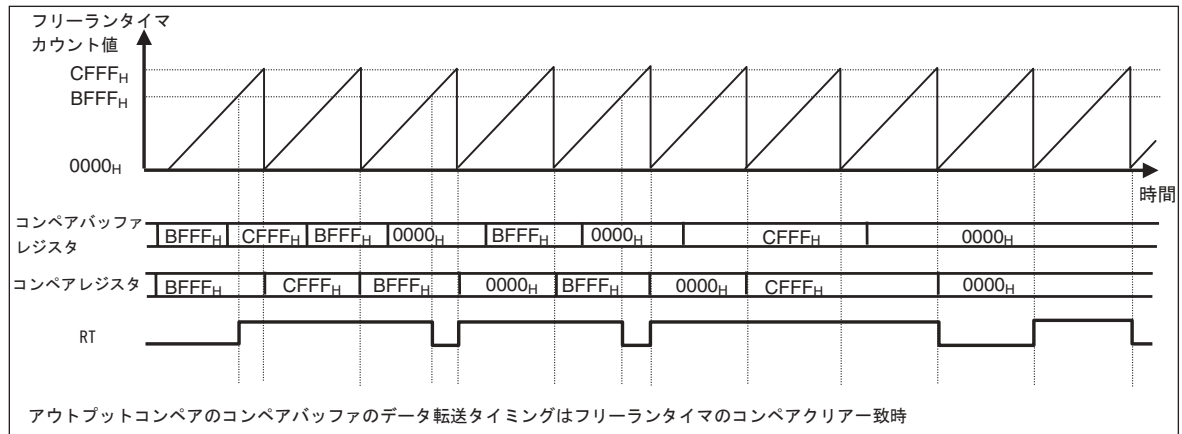 フリーランタイマ
カウント値
CFFFH
BFFFH
0000H
時間
コンペアバッファ
レジスタ
BFFFH CFFFH BFFFH 0000H BFFFH 0000H CFFFH 0000H
コンペアレジスタ BFFFH CFFFH BFFFH 0000H BFFFH 0000H CFFFH 0000H
RT
アウトプットコンペアのコンペアバッファのデータ転送タイミングはフリーランタイマのコンペアクリアー致時